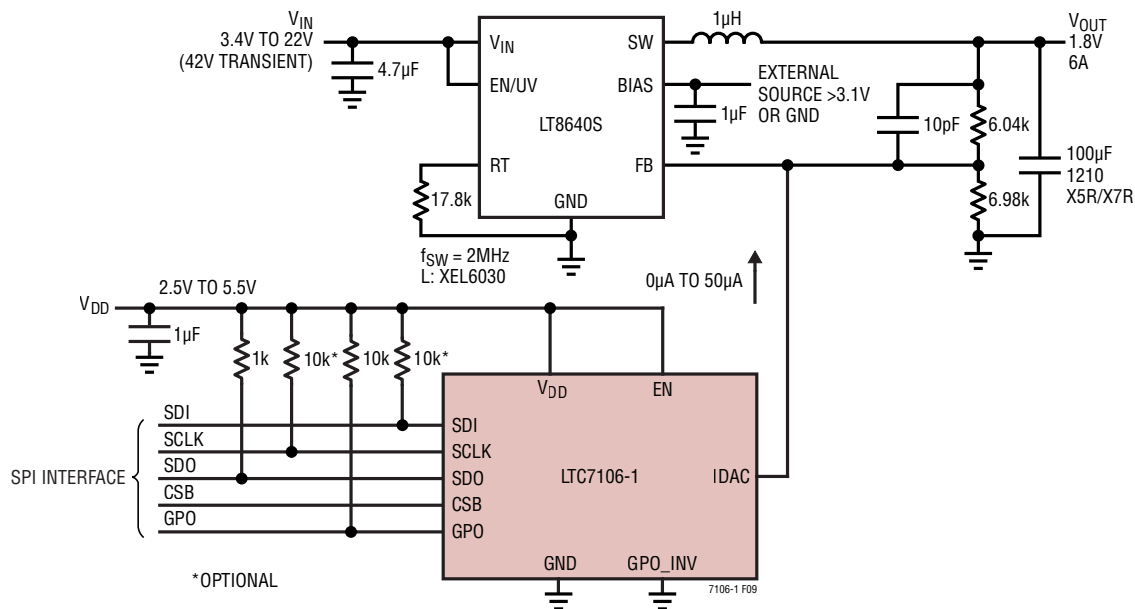 VIN
3.4V TO 22V
(42V TRANSIENT)
4.7µF
VIN
EN/UV
RT
SW
BIAS
LT8640S
FB
GND
17.8k
fSW = 2MHz
L: XEL6030
1µH
1µF
EXTERNAL
SOURCE >3.1V
OR GND
10pF
6.04k
6.98k
VOUT
1.8V
6A
100µF
1210
X5R/X7R
0µA TO 50µA
VDD
2.5V TO 5.5V
1µF
1k
10k*
10k
10k*
SPI INTERFACE
SDI
SCLK
SDO
CSB
GPO
VDD
EN
SDI
SCLK
SDO
CSB
GPO
LTC7106-1
IDAC
GND
GPO_INV
*OPTIONAL
7106-1 F09